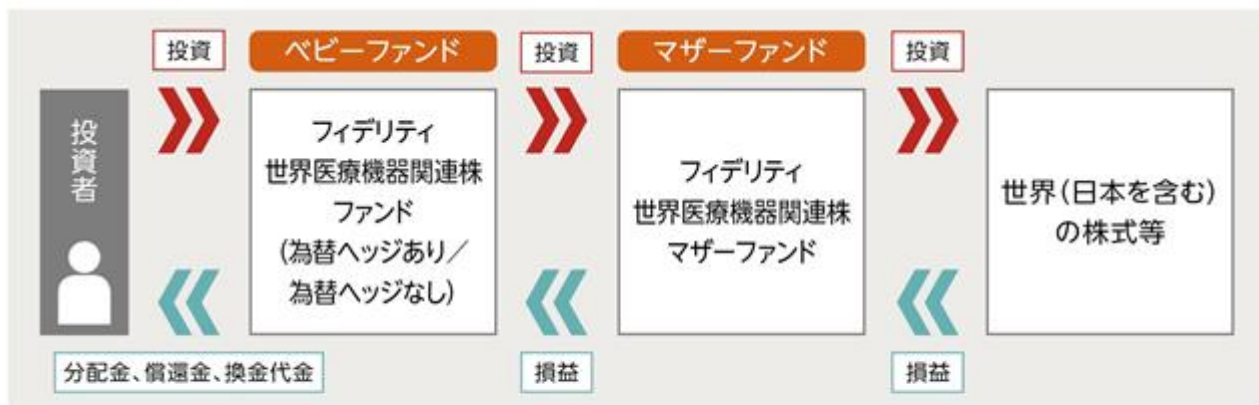 投資
ベビーファンド
投資
マザーファンド
投資
投資者
フィデリティ
世界医療機器関連株
ファンド
(為替ヘッジあり／
為替ヘッジなし)
フィデリティ
世界医療機器関連株
マザーファンド
世界(日本を含む)
の株式等
分配金、償還金、換金代金
損益
損益